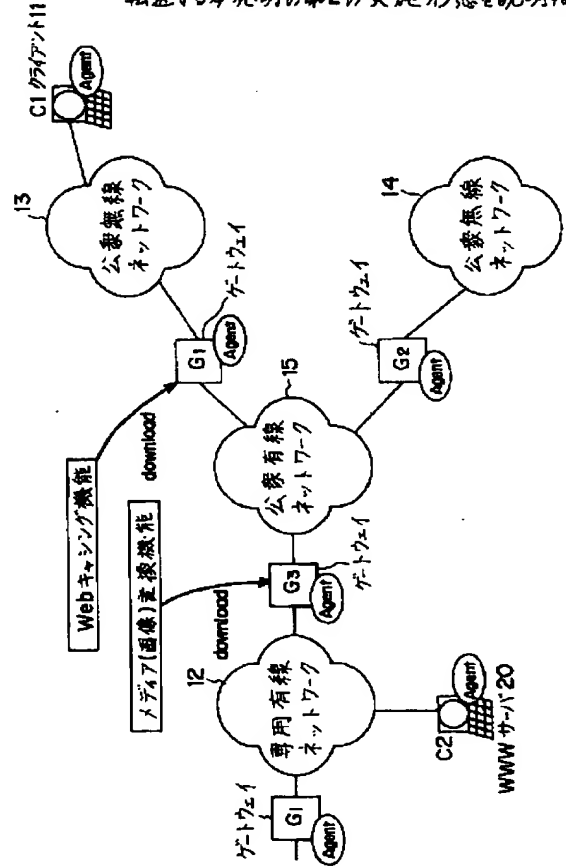 C1 クライアント11
Agent
13
公衆無線
ネットワーク
14
公衆無線
ネットワーク
ゲートウェイ
G1
Agent
ゲートウェイ
G2
Agent
15
公衆有線
ネットワーク
Webキャシング機能
download
メディア(画像)変換機能
download
ゲートウェイ
G3
Agent
12
専用有線
ネットワーク
C2
Agent
WWWサーバ20
ゲートウェイ
G1
Agent